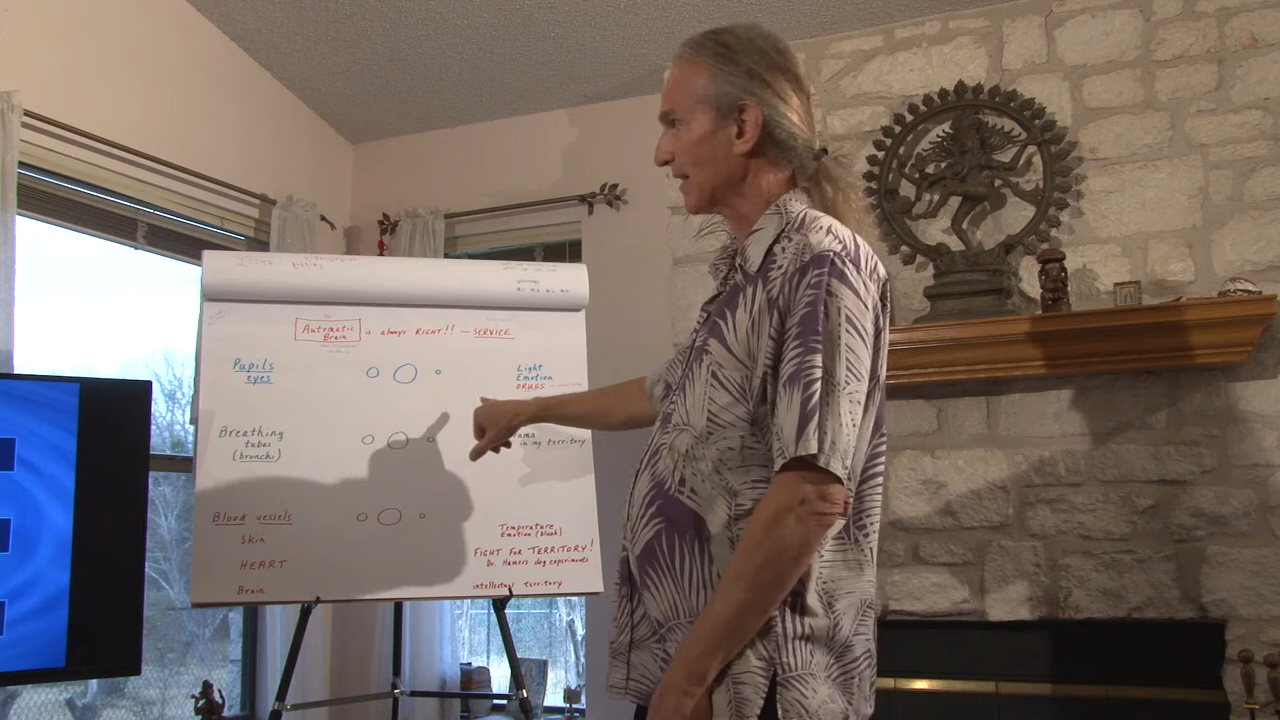 Automatic
Brain is always RIGHT!! — SERVICE
Pupils
eyes
Light
Emotion
DRUGS
Breathing
tubes
(bronchi)
in my territory
Blood vessels
Skin
HEART
Brain
Temperature
Emotion (blush)
FIGHT FOR TERRITORY!
Dr. Hamer's dog experiments
intellectual territory